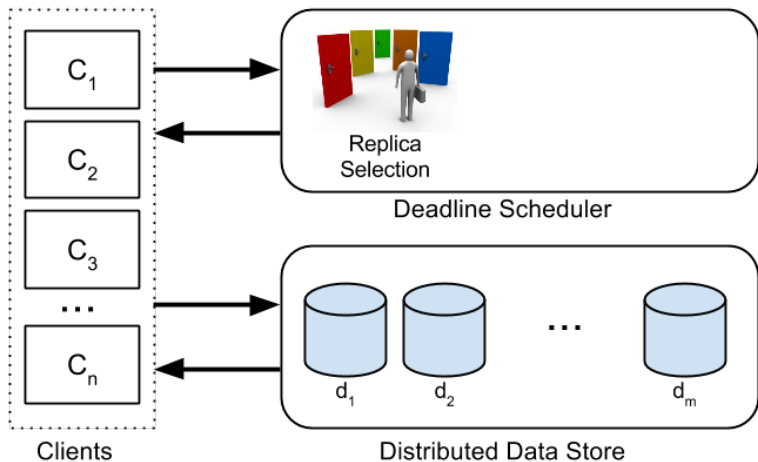 C₁
C₂
C₃
...
Cₙ
Clients
Replica
Selection
Deadline Scheduler
...
d₁
d₂
dₘ
Distributed Data Store